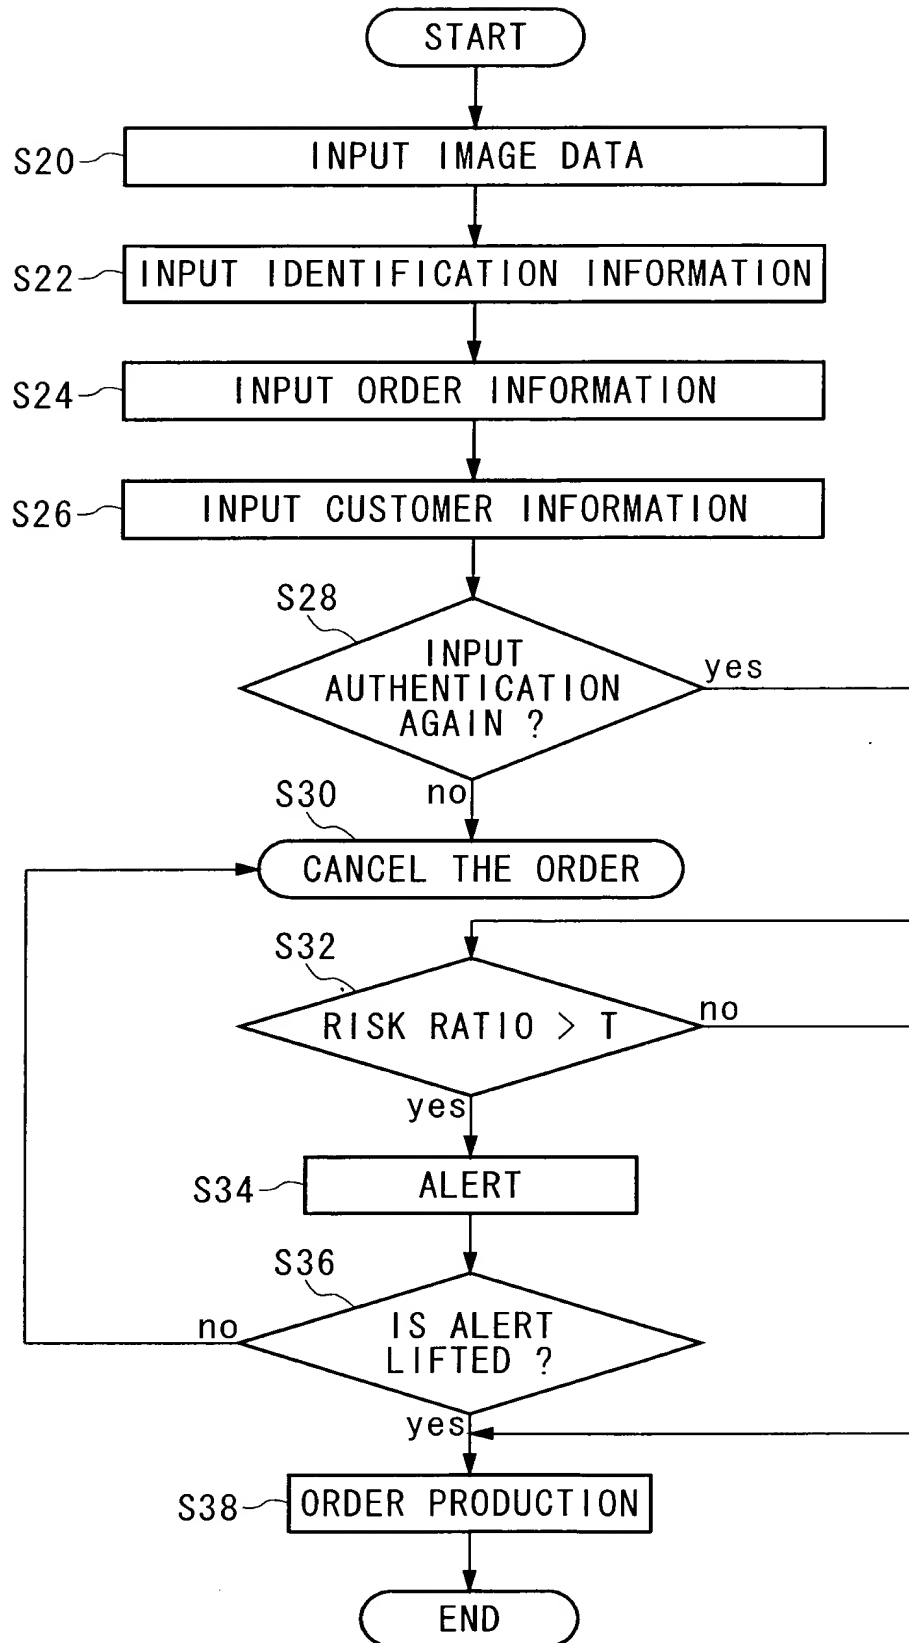 START
S20
INPUT IMAGE DATA
S22
INPUT IDENTIFICATION INFORMATION
S24
INPUT ORDER INFORMATION
S26
INPUT CUSTOMER INFORMATION
S28
INPUT
AUTHENTICATION
AGAIN ?
yes
no
S30
CANCEL THE ORDER
S32
RISK RATIO > T
no
yes
S34
ALERT
S36
no
IS ALERT
LIFTED ?
yes
S38
ORDER PRODUCTION
END